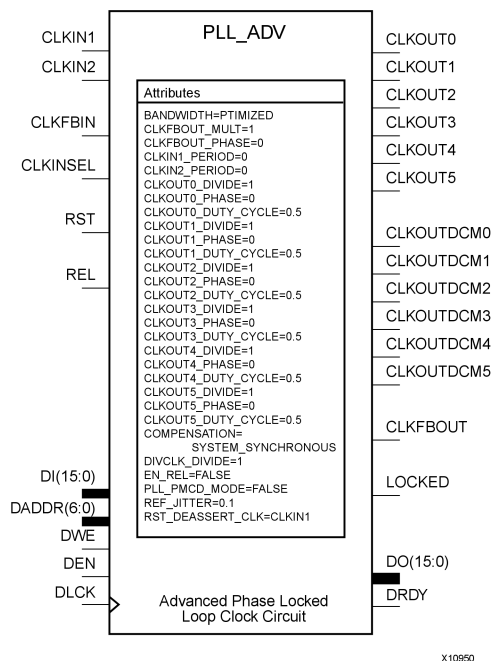 PLL_ADV
CLKIN1
CLKIN2
CLKFBIN
CLKINSEL
RST
REL
DI(15:0)
DADDR(6:0)
DWE
DEN
DLCK
Attributes
BANDWIDTH=PTIMIZED
CLKFBOUT_MULT=1
CLKFBOUT_PHASE=0
CLKIN1_PERIOD=0
CLKIN2_PERIOD=0
CLKOUT0_DIVIDE=1
CLKOUT0_PHASE=0
CLKOUT0_DUTY_CYCLE=0.5
CLKOUT1_DIVIDE=1
CLKOUT1_PHASE=0
CLKOUT1_DUTY_CYCLE=0.5
CLKOUT2_DIVIDE=1
CLKOUT2_PHASE=0
CLKOUT2_DUTY_CYCLE=0.5
CLKOUT3_DIVIDE=1
CLKOUT3_PHASE=0
CLKOUT3_DUTY_CYCLE=0.5
CLKOUT4_DIVIDE=1
CLKOUT4_PHASE=0
CLKOUT4_DUTY_CYCLE=0.5
CLKOUT5_DIVIDE=1
CLKOUT5_PHASE=0
CLKOUT5_DUTY_CYCLE=0.5
COMPENSATION=
SYSTEM_SYNCHRONOUS
DIVCLK_DIVIDE=1
EN_REL=FALSE
PLL_PMCD_MODE=FALSE
REF_JITTER=0.1
RST_DEASSERT_CLK=CLKIN1
CLKOUT0
CLKOUT1
CLKOUT2
CLKOUT3
CLKOUT4
CLKOUT5
CLKOUTDCM0
CLKOUTDCM1
CLKOUTDCM2
CLKOUTDCM3
CLKOUTDCM4
CLKOUTDCM5
CLKFBOUT
LOCKED
DO(15:0)
DRDY
Advanced Phase Locked
Loop Clock Circuit
X10950